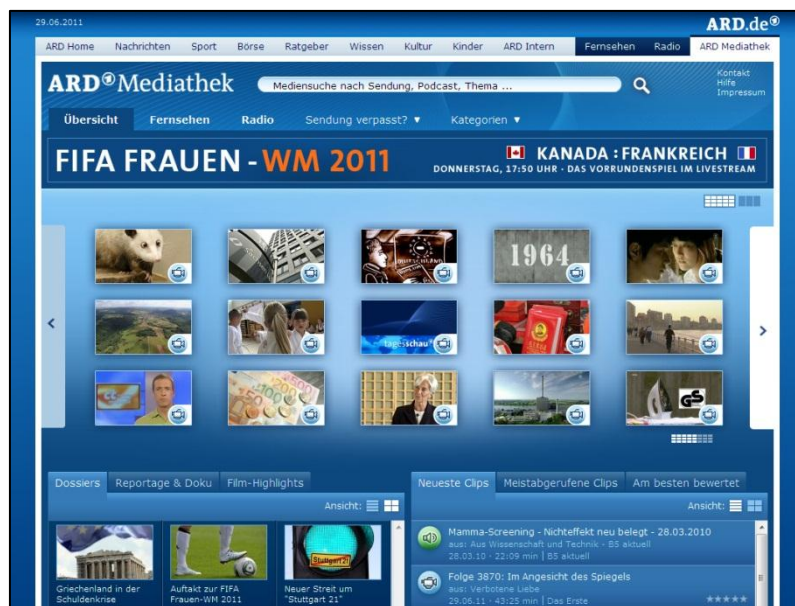 29.06.2011
ARD.de
ARD Home Nachrichten Sport Börse Ratgeber Wissen Kultur Kinder ARD Intern Fernsehen Radio ARD Mediathek
ARD Mediathek
Mediensuche nach Sendung, Podcast, Thema ...
Kontakt
Hilfe
Impressum
Übersicht Fernsehen Radio Sendung verpasst? Kategorien
FIFA FRAUEN - WM 2011
KANADA : FRANKREICH
DONNERSTAG, 17:50 UHR · DAS VORRUNDENSPIEL IM LIVESTREAM
DEUTSCHLAND
1964
tagesschau
GS
Dossiers Reportage & Doku Film-Highlights
Ansicht:
Stuttgart 21
Griechenland in der
Schuldenkrise
Auftakt zur FIFA
Frauen-WM 2011
Neuer Streit um
"Stuttgart 21"
Neueste Clips Meistabgerufene Clips Am besten bewertet
Ansicht:
Mamma-Screening - Nichteffekt neu belegt - 28.03.2010
aus: Aus Wissenschaft und Technik - B5 aktuell
28.03.10 · 22:09 min | B5 aktuell
Folge 3870: Im Angesicht des Spiegels
aus: Verbotene Liebe
29.06.11 · 43:25 min | Das Erste